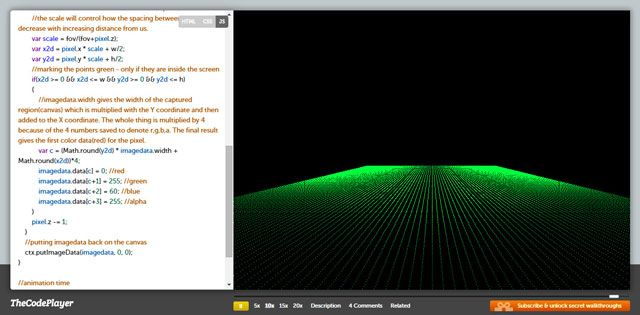 //the scale will control how the spacing between
decrease with increasing distance from us.
HTML CSS JS
var scale = fov/(fov+pixel.z);
var x2d = pixel.x * scale + w/2;
var y2d = pixel.y * scale + h/2;
//marking the points green - only if they are inside the screen
if(x2d >= 0 && x2d <= w && y2d >= 0 && y2d <= h)
{
//imagedata.width gives the width of the captured
region(canvas) which is multiplied with the Y coordinate and then
added to the X coordinate. The whole thing is multiplied by 4
because of the 4 numbers saved to denote r,g,b,a. The final result
gives the first color data(red) for the pixel.
var c = (Math.round(y2d) * imagedata.width +
Math.round(x2d))*4;
imagedata.data[c] = 0; //red
imagedata.data[c+1] = 255; //green
imagedata.data[c+2] = 60; //blue
imagedata.data[c+3] = 255; //alpha
}
pixel.z -= 1;
}
//putting imagedata back on the canvas
ctx.putImageData(imagedata, 0, 0);
}
//animation time
TheCodePlayer
5x 10x 15x 20x Description 4 Comments Related
Subscribe & unlock secret walkthroughs